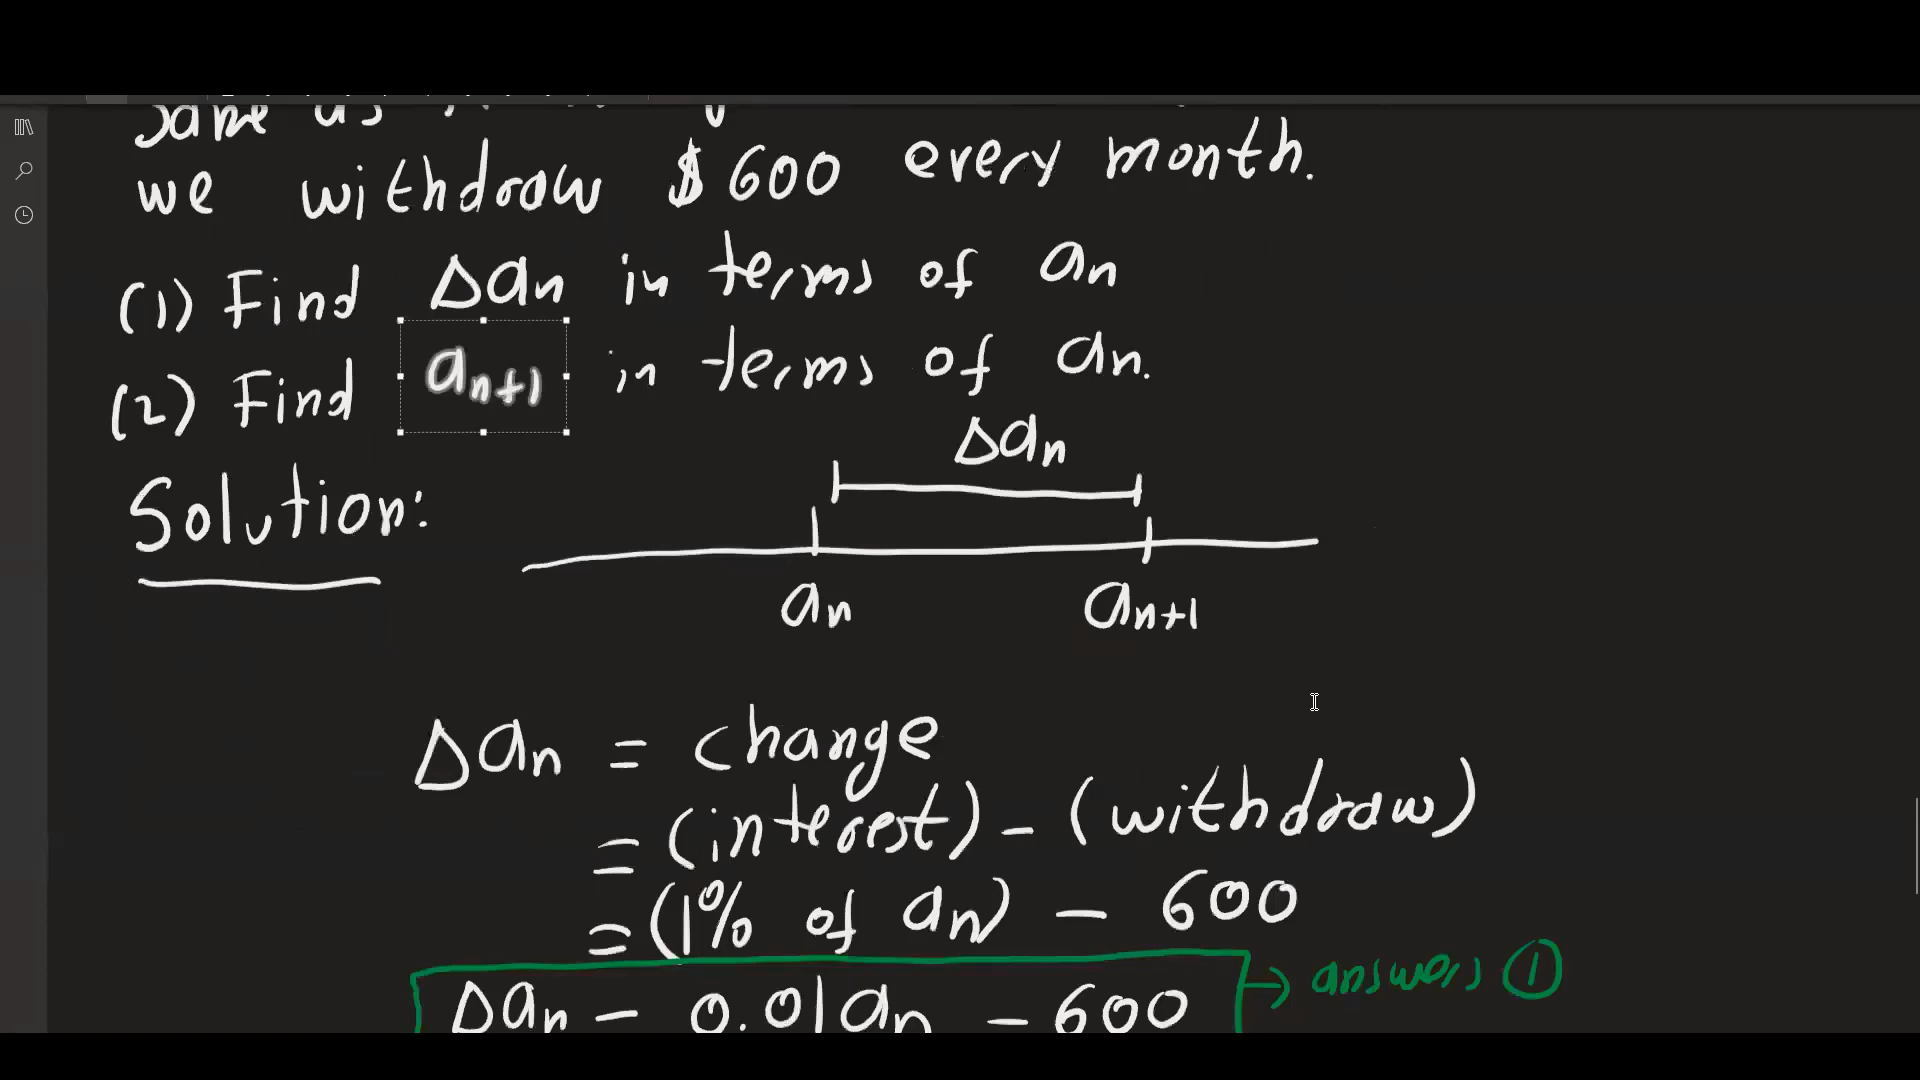 same as
we withdraw $600 every month.
(1) Find Δan in terms of an
(2) Find an+1 in terms of an.
Solution:
Δan
an an+1
Δan = change
= (interest) - (withdraw)
= (1% of an) - 600
Δan = 0.01an - 600 → answers ①